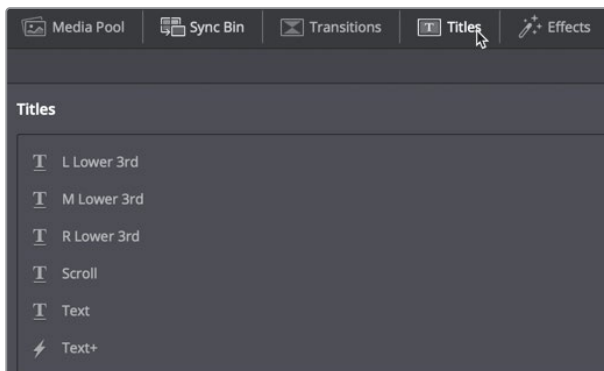 Media Pool Sync Bin Transitions Titles Effects
Titles
L Lower 3rd
M Lower 3rd
R Lower 3rd
Scroll
Text
Text+